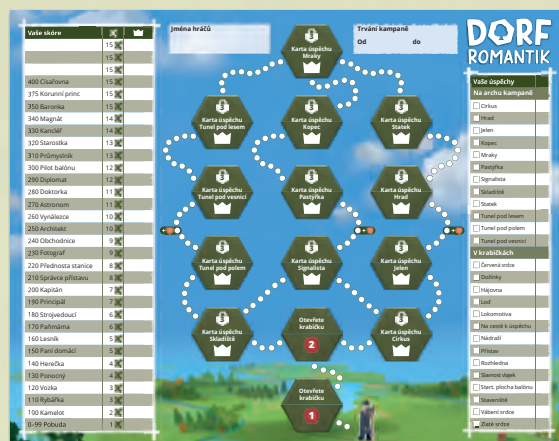 Vaše skóre
15
15
15
400 Císařovna 15
375 Korunní princ 15
350 Baronka 15
340 Magnát 14
330 Kancléř 14
320 Starostka 13
310 Průmyslník 13
300 Pilot balónu 12
290 Diplomat 12
280 Doktorka 11
270 Astronom 11
260 Vynálezce 10
250 Architekt 10
240 Obchodnice 9
230 Fotograf 9
220 Přednosta stanice 8
210 Správce přístavu 8
200 Kapitán 7
190 Principál 7
180 Strojvedoucí 6
170 Paňmáma 6
160 Lesník 5
150 Paní domácí 5
140 Herečka 4
130 Ponocný 4
120 Vozka 3
110 Rybářka 3
100 Kamelot 2
0–99 Pobuda 1
Jména hráčů
Trvání kampaně
Od do
Karta úspěchu
Mraky
Karta úspěchu
Tunel pod lesem
Karta úspěchu
Kopec
Karta úspěchu
Statek
Karta úspěchu
Tunel pod vesnicí
Karta úspěchu
Pastýřka
Karta úspěchu
Hrad
Karta úspěchu
Tunel pod polem
Karta úspěchu
Signalista
Karta úspěchu
Jelen
Karta úspěchu
Skladiště
Otevřete
krabičku
2
Karta úspěchu
Cirkus
Otevřete
krabičku
1
DORF
ROMANTIK
Vaše úspěchy
Na archu kampaně
Cirkus
Hrad
Jelen
Kopec
Mraky
Pastýřka
Signalista
Skladiště
Statek
Tunel pod lesem
Tunel pod polem
Tunel pod vesnicí
V krabičkách
Červená srdce
Dožínky
Hájovna
Loď
Lokomotiva
Na cestě k úspěchu
Nádraží
Přístav
Rozhledna
Slavnost vlajek
Start. plocha balónu
Staveniště
Vábení srdce
Zlaté srdce